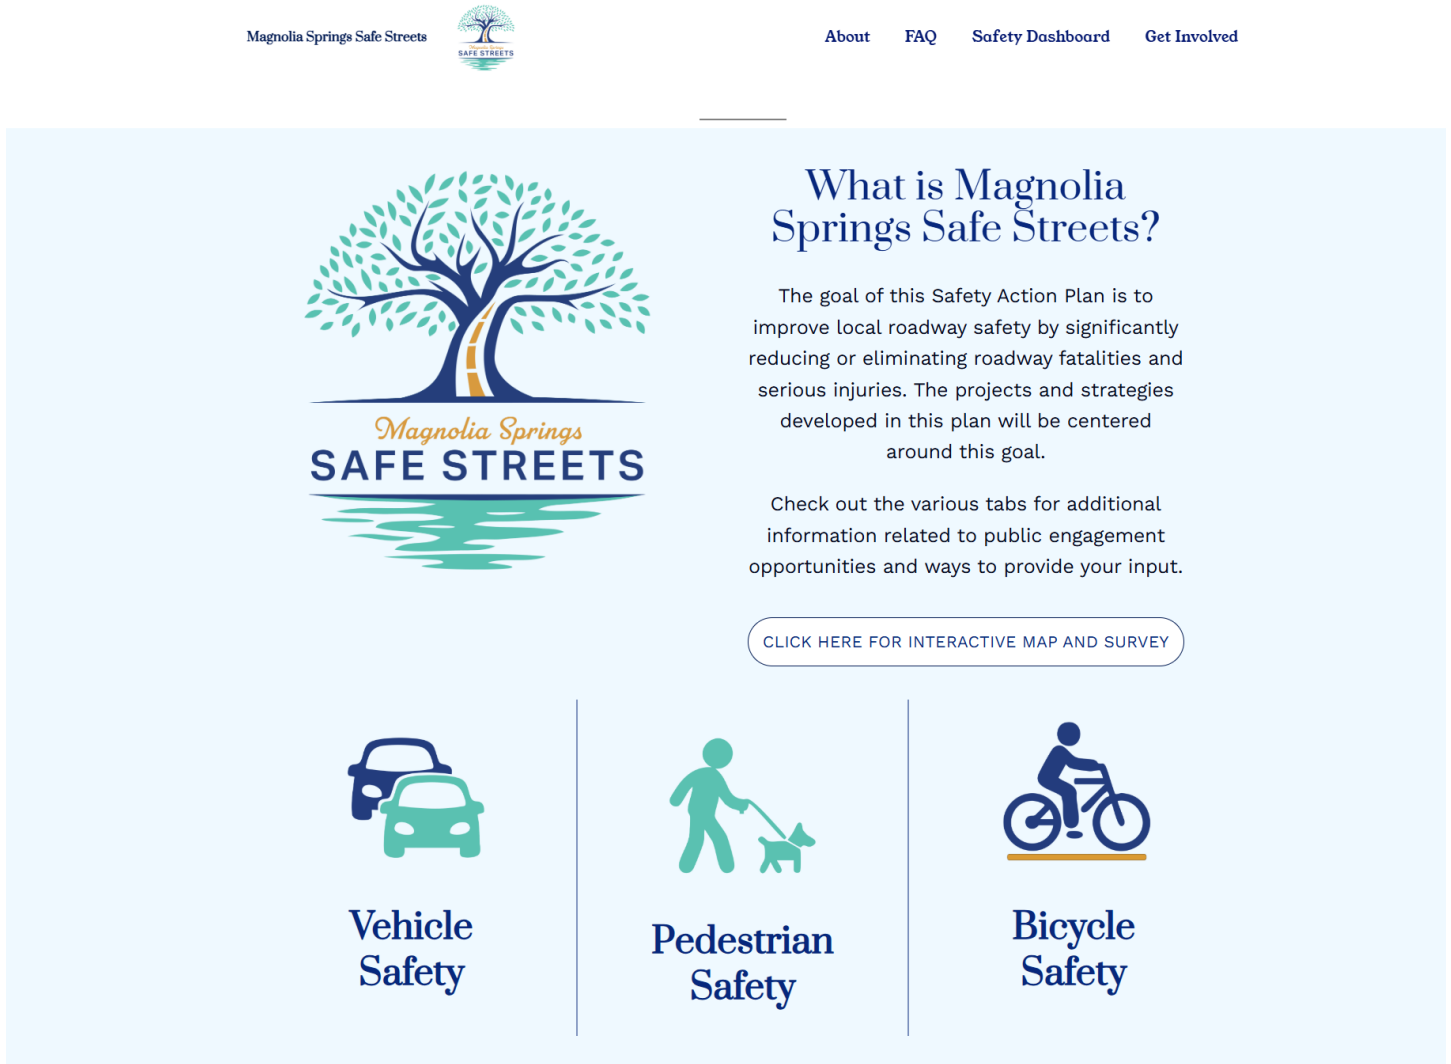 Magnolia Springs Safe Streets
Magnolia Springs
SAFE STREETS
About
FAQ
Safety Dashboard
Get Involved
Magnolia Springs
SAFE STREETS
What is Magnolia
Springs Safe Streets?
The goal of this Safety Action Plan is to
improve local roadway safety by significantly
reducing or eliminating roadway fatalities and
serious injuries. The projects and strategies
developed in this plan will be centered
around this goal.
Check out the various tabs for additional
information related to public engagement
opportunities and ways to provide your input.
CLICK HERE FOR INTERACTIVE MAP AND SURVEY
Vehicle
Safety
Pedestrian
Safety
Bicycle
Safety